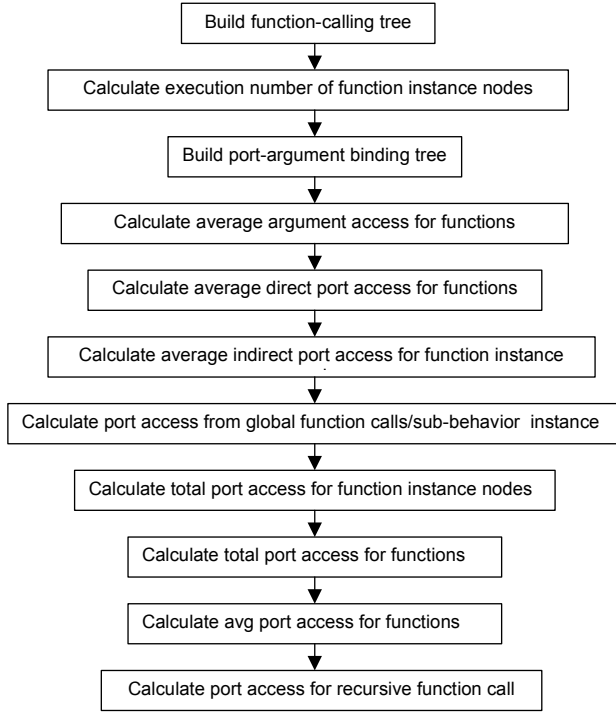 Build function-calling tree
Calculate execution number of function instance nodes
Build port-argument binding tree
Calculate average argument access for functions
Calculate average direct port access for functions
Calculate average indirect port access for function instance
Calculate port access from global function calls/sub-behavior instance
Calculate total port access for function instance nodes
Calculate total port access for functions
Calculate avg port access for functions
Calculate port access for recursive function call